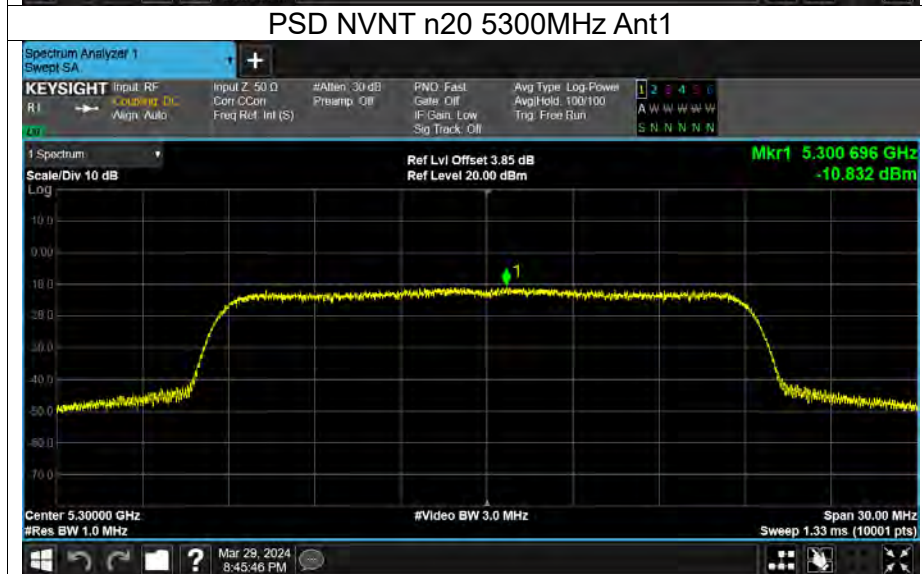 PSD NVNT n20 5300MHz Ant1
Spectrum Analyzer 1
Swept SA
+
KEYSIGHT Input: RF Input Z: 50 Ω #Atten: 30 dB PNO: Fast Avg Type: Log-Power 1 2 3 4 5 6
Coupling: DC Corr CCorr Preamp: Off Gate: Off Avg|Hold: 100/100 A W W W W W
Align: Auto Freq Ref: Int (S) IF Gain: Low Trig: Free Run
Sig Track: Off S N N N N N
1 Spectrum Ref Lvl Offset 3.85 dB Mkr1 5.300 696 GHz
Scale/Div 10 dB Ref Level 20.00 dBm -10.832 dBm
Log
10.0
0.00
1
-10.0
-20.0
-30.0
-40.0
-50.0
-60.0
-70.0
Center 5.30000 GHz #Video BW 3.0 MHz Span 30.00 MHz
#Res BW 1.0 MHz Sweep 1.33 ms (10001 pts)
? Mar 29, 2024
8:45:46 PM